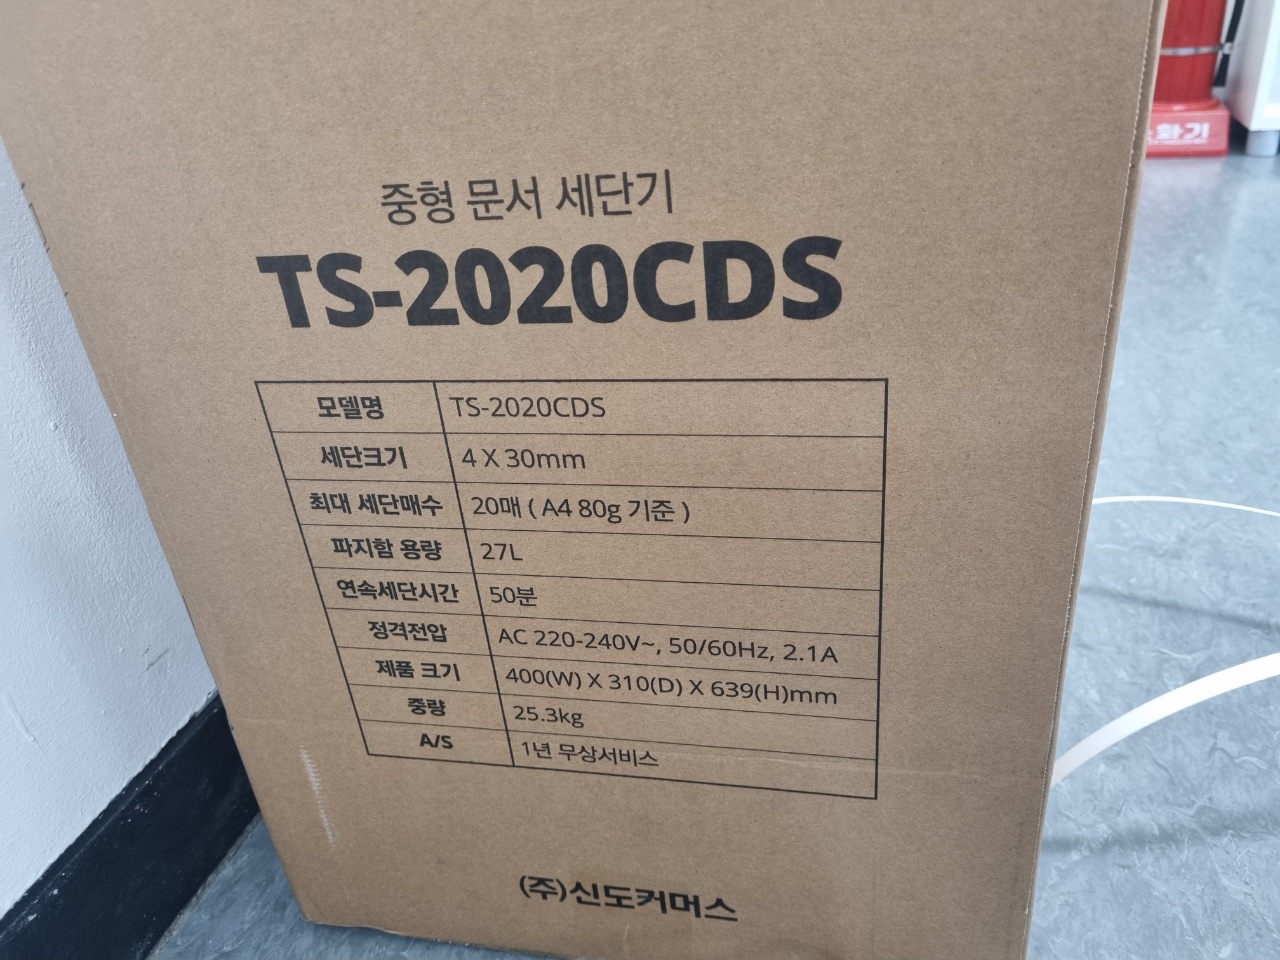 중형 문서 세단기
TS-2020CDS
모델명 TS-2020CDS
세단크기 4 X 30mm
최대 세단매수 20매 ( A4 80g 기준 )
파지함 용량 27L
연속세단시간 50분
정격전압 AC 220-240V~, 50/60Hz, 2.1A
제품 크기 400(W) X 310(D) X 639(H)mm
중량 25.3kg
A/S 1년 무상서비스
(주)신도커머스
화기